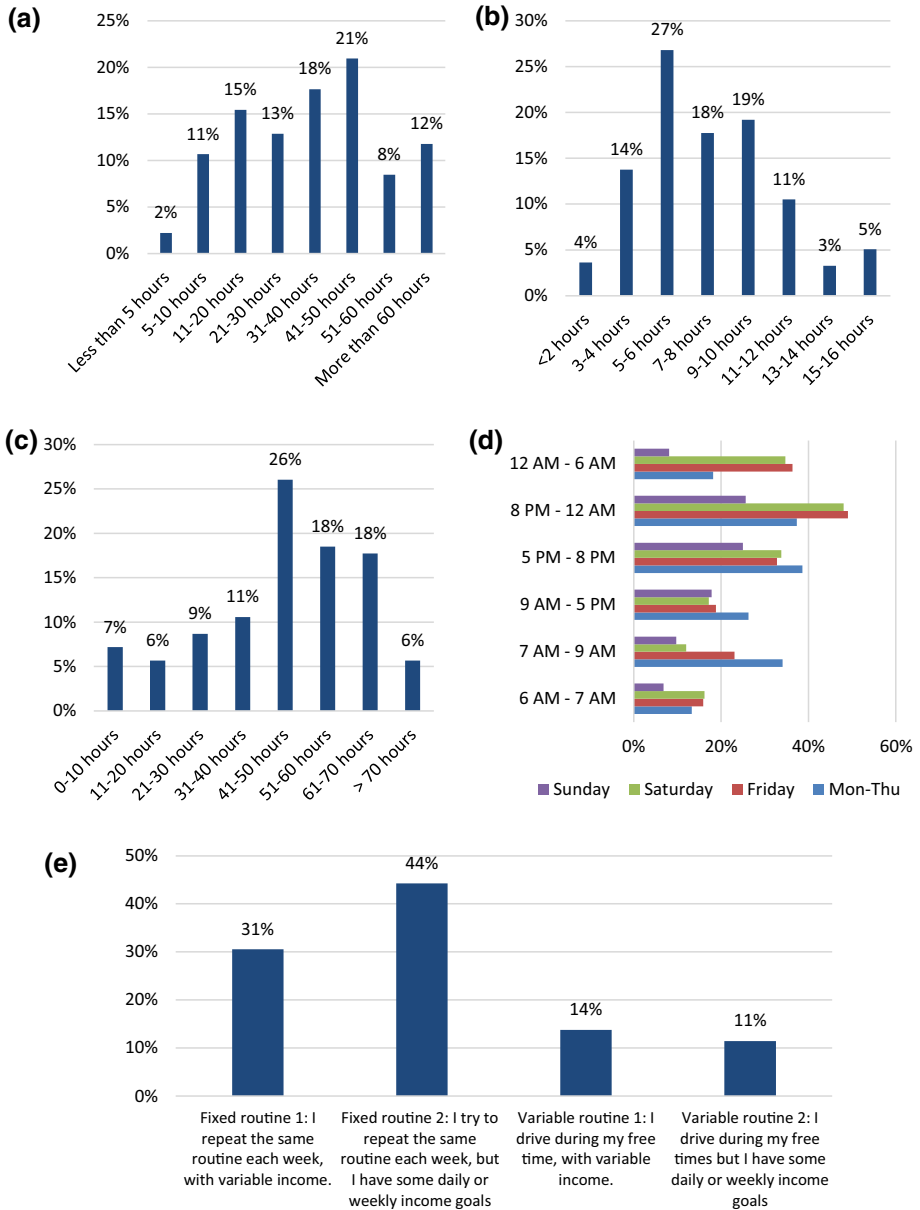 (a)
25%
20%
15%
10%
5%
0%
2%
11%
15%
13%
18%
21%
8%
12%
Less than 5 hours
5-10 hours
11-20 hours
21-30 hours
31-40 hours
41-50 hours
51-60 hours
More than 60 hours
(b)
30%
25%
20%
15%
10%
5%
0%
4%
14%
27%
18%
19%
11%
3%
5%
<2 hours
3-4 hours
5-6 hours
7-8 hours
9-10 hours
11-12 hours
13-14 hours
15-16 hours
(c)
30%
25%
20%
15%
10%
5%
0%
7%
6%
9%
11%
26%
18%
18%
6%
0-10 hours
11-20 hours
21-30 hours
31-40 hours
41-50 hours
51-60 hours
61-70 hours
> 70 hours
(d)
12 AM - 6 AM
8 PM - 12 AM
5 PM - 8 PM
9 AM - 5 PM
7 AM - 9 AM
6 AM - 7 AM
0% 20% 40% 60%
Sunday Saturday Friday Mon-Thu
(e)
50%
40%
30%
20%
10%
0%
31%
44%
14%
11%
Fixed routine 1: I
repeat the same
routine each week,
with variable income.
Fixed routine 2: I try to
repeat the same
routine each week, but
I have some daily or
weekly income goals
Variable routine 1: I
drive during my free
time, with variable
income.
Variable routine 2: I
drive during my free
times but I have some
daily or weekly income
goals